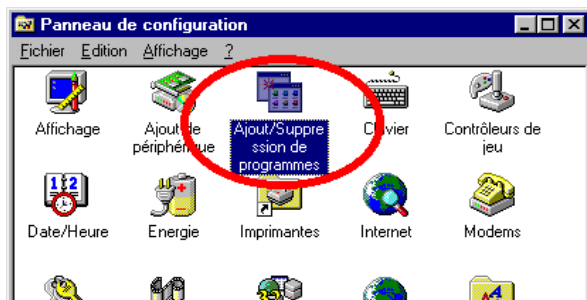 Panneau de configuration
Fichier Edition Affichage ?
Affichage
Ajout de
périphérique
Ajout/Suppre
ssion de
programmes
Clavier
Contrôleurs de
jeu
Date/Heure
Energie
Imprimantes
Internet
Modems